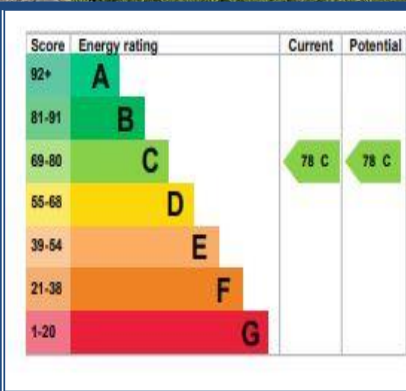 Score Energy rating Current Potential
92+ A
81-91 B
69-80 C 78 C 78 C
55-68 D
39-54 E
21-38 F
1-20 G